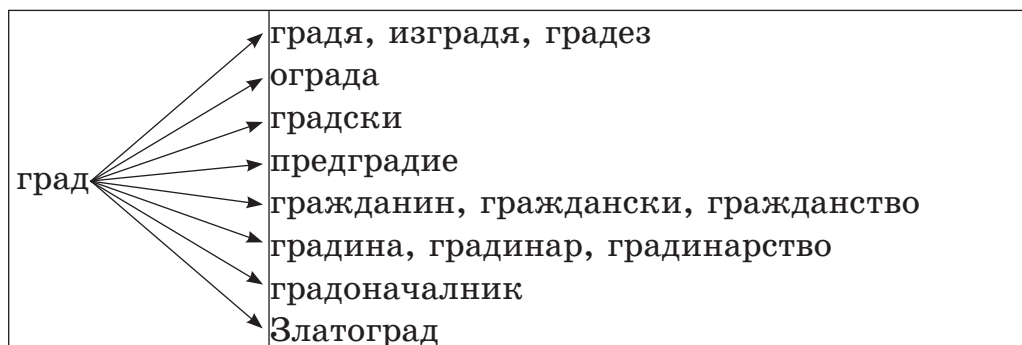 градя, изградя, градез
ограда
градски
предградие
град
гражданин, граждански, гражданство
градина, градинар, градинарство
градоначалник
Златоград